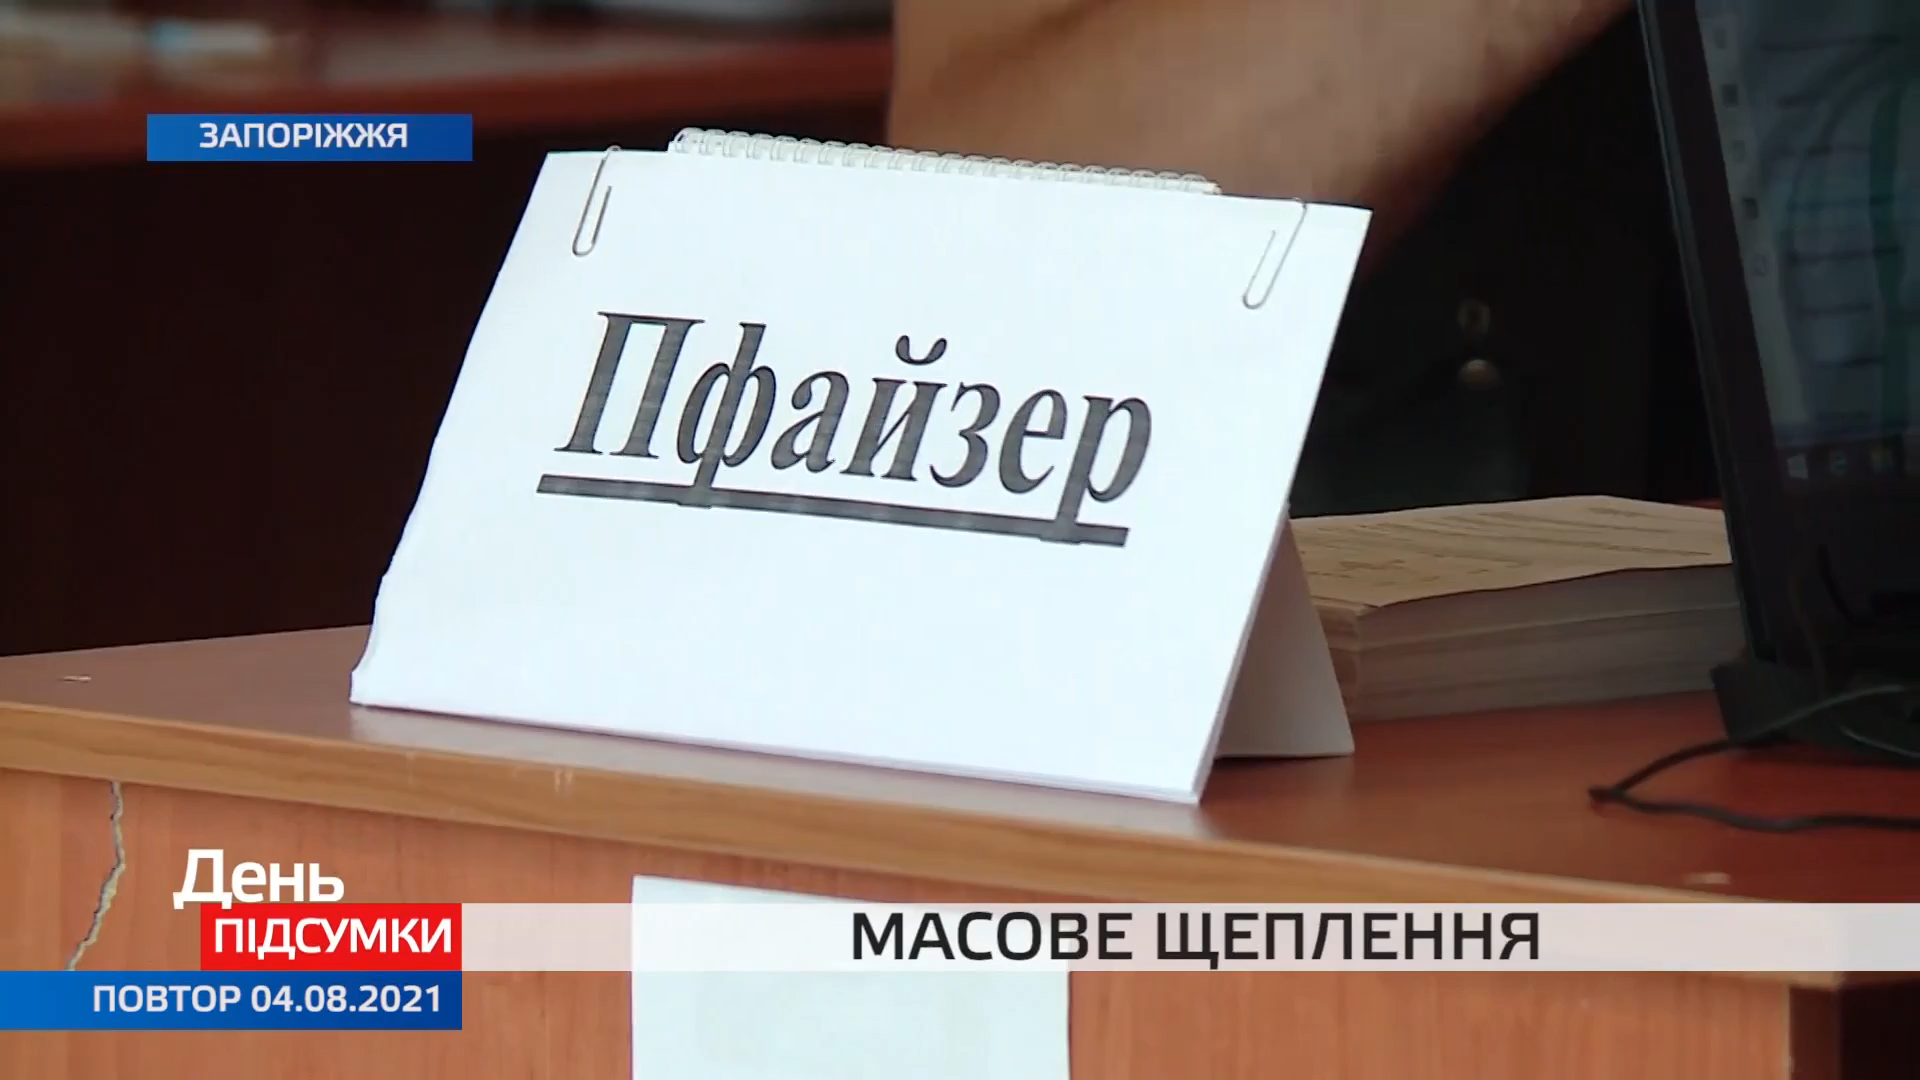 ЗАПОРІЖЖЯ
Пфайзер
День
ПІДСУМКИ
МАСОВЕ ЩЕПЛЕННЯ
ПОВТОР 04.08.2021